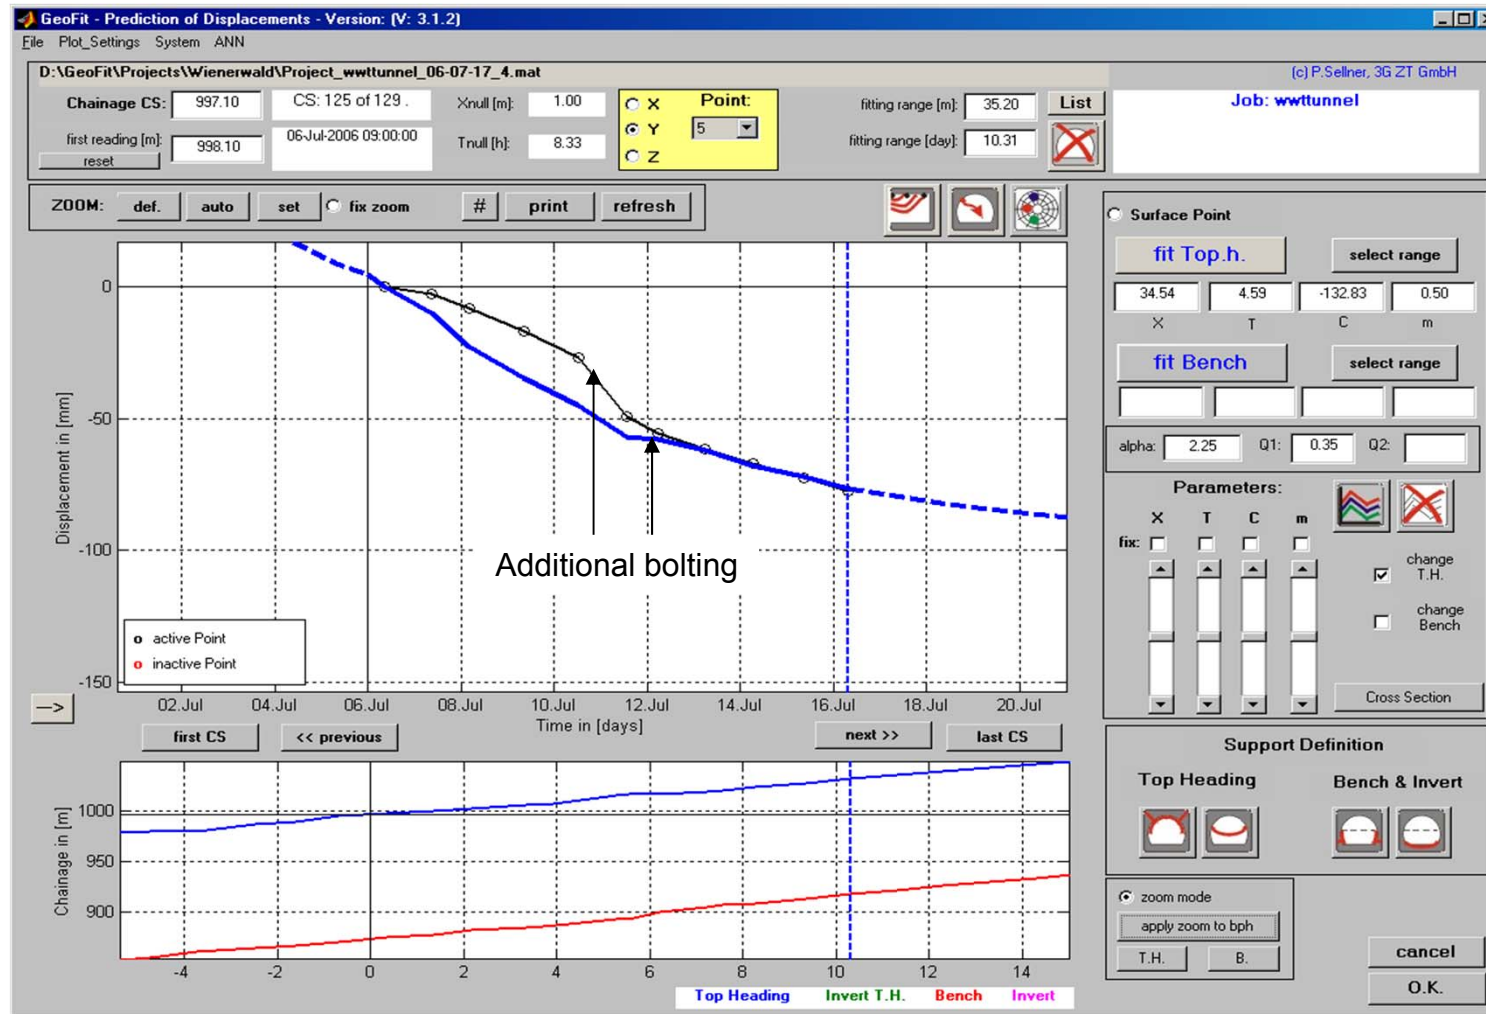 GeoFit - Prediction of Displacements - Version: (V: 3.1.2)
File Plot_Settings System ANN
D:\GeoFit\Projects\Wienerwald\Project_wwttunnel_06-07-17_4.mat
(c) P.Sellner, 3G ZT GmbH
Chainage CS: 997.10 CS: 125 of 129 . Xnull [m]: 1.00 X Point: fitting range [m]: 35.20 List Job: wwttunnel
Y 5
first reading [m]: 998.10 06-Jul-2006 09:00:00 Tnull [h]: 8.33 Z fitting range [day]: 10.31
reset
ZOOM: def. auto set fix zoom # print refresh
Surface Point
fit Top.h. select range
34.54 4.59 -132.83 0.50
X T C m
fit Bench select range
alpha: 2.25 Q1: 0.35 Q2:
Parameters:
X T C m
fix:
change
T.H.
change
Bench
Cross Section
Displacement in [mm]
0
-50
-100
-150
Additional bolting
o active Point
o inactive Point
02.Jul 04.Jul 06.Jul 08.Jul 10.Jul 12.Jul 14.Jul 16.Jul 18.Jul 20.Jul
Time in [days]
-->
first CS << previous next >> last CS
Chainage in [m]
1000
950
900
-4 -2 0 2 4 6 8 10 12 14
Top Heading Invert T.H. Bench Invert
Support Definition
Top Heading Bench & Invert
zoom mode
apply zoom to bph
T.H. B.
cancel
O.K.